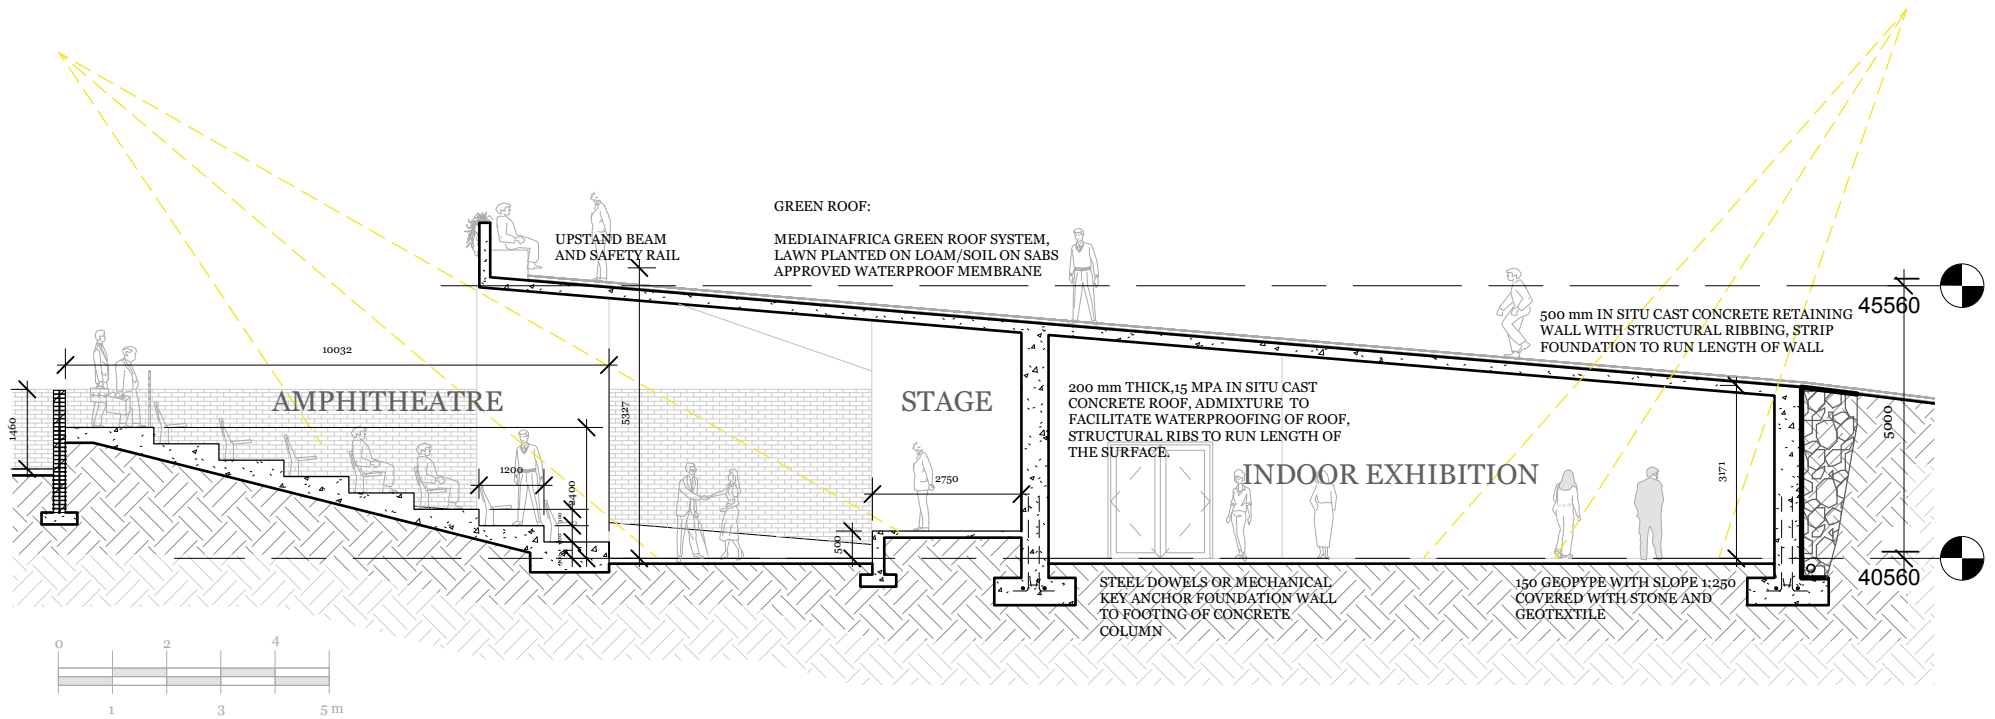 GREEN ROOF:
UPSTAND BEAM
AND SAFETY RAIL
MEDIAINAFRICA GREEN ROOF SYSTEM,
LAWN PLANTED ON LOAM/SOIL ON SABS
APPROVED WATERPROOF MEMBRANE
45560
500 mm IN SITU CAST CONCRETE RETAINING
WALL WITH STRUCTURAL RIBBING, STRIP
FOUNDATION TO RUN LENGTH OF WALL
10032
AMPHITHEATRE
STAGE
200 mm THICK,15 MPA IN SITU CAST
CONCRETE ROOF, ADMIXTURE TO
FACILITATE WATERPROOFING OF ROOF,
STRUCTURAL RIBS TO RUN LENGTH OF
THE SURFACE.
1460
5327
5000
1200
2400
2750
INDOOR EXHIBITION
3171
500
40560
STEEL DOWELS OR MECHANICAL
KEY ANCHOR FOUNDATION WALL
TO FOOTING OF CONCRETE
COLUMN
150 GEOPYPE WITH SLOPE 1:250
COVERED WITH STONE AND
GEOTEXTILE
0 2 4
1 3 5 m